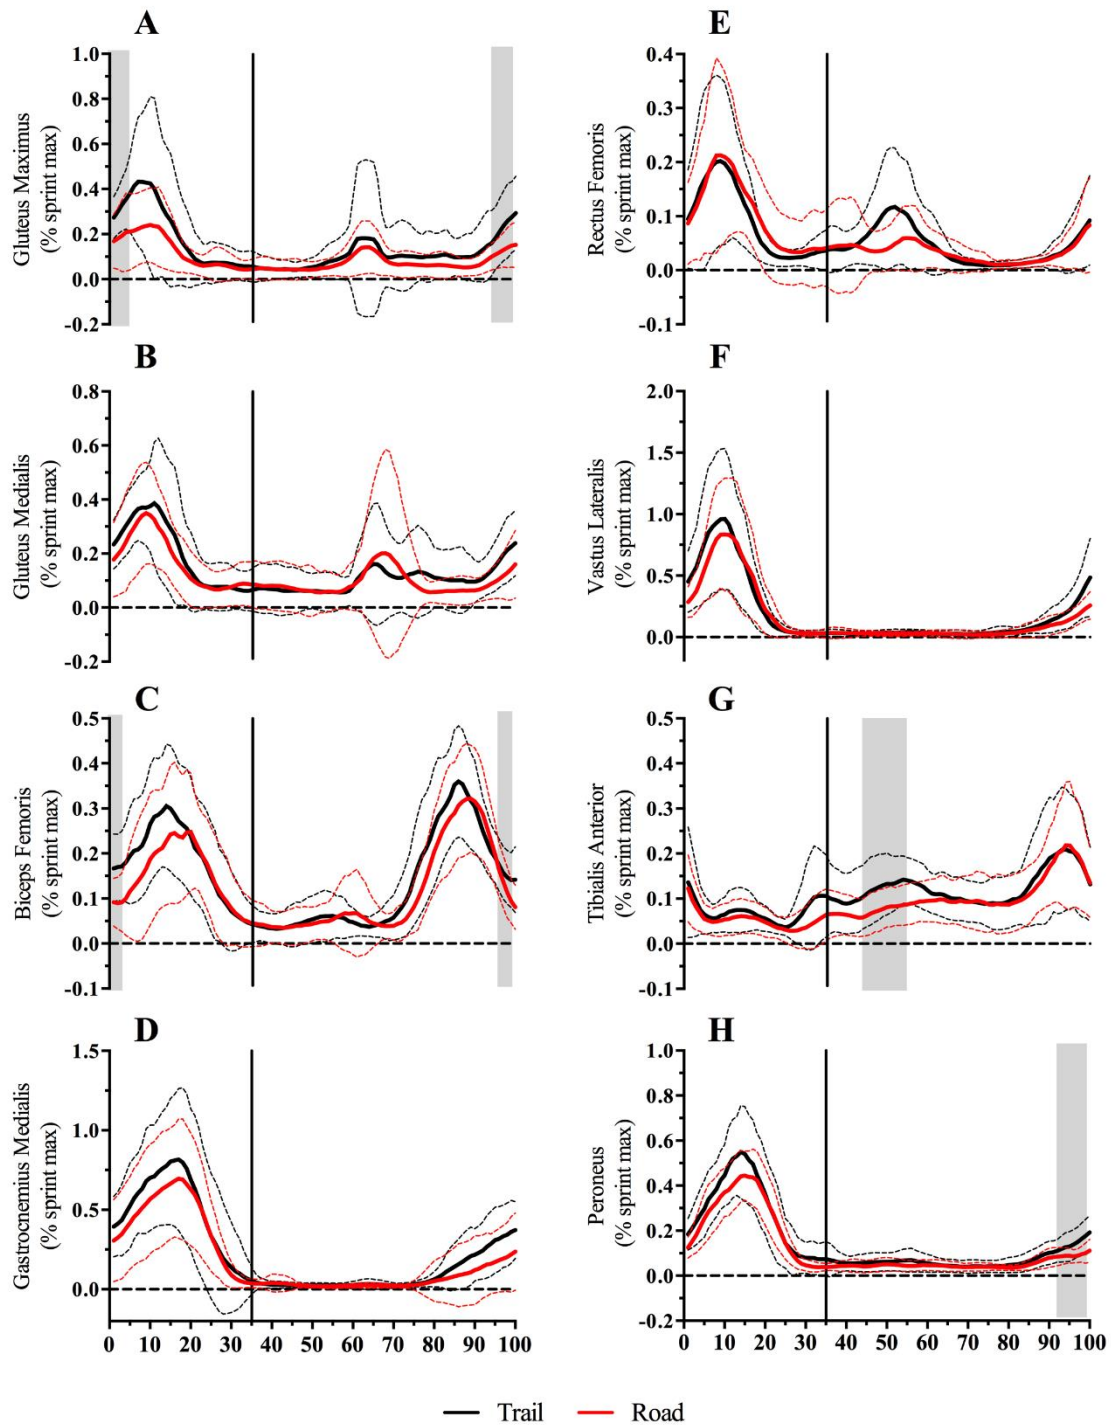 A
Gluteus Maximus
(% sprint max)
1.0
0.8
0.6
0.4
0.2
0.0
-0.2
B
Gluteus Medialis
(% sprint max)
0.8
0.6
0.4
0.2
0.0
-0.2
C
Biceps Femoris
(% sprint max)
0.5
0.4
0.3
0.2
0.1
0.0
-0.1
D
Gastrocnemius Medialis
(% sprint max)
1.5
1.0
0.5
0.0
0 10 20 30 40 50 60 70 80 90 100
E
Rectus Femoris
(% sprint max)
0.4
0.3
0.2
0.1
0.0
-0.1
F
Vastus Lateralis
(% sprint max)
2.0
1.5
1.0
0.5
0.0
G
Tibialis Anterior
(% sprint max)
0.5
0.4
0.3
0.2
0.1
0.0
-0.1
H
Peroneus
(% sprint max)
1.0
0.8
0.6
0.4
0.2
0.0
-0.2
0 10 20 30 40 50 60 70 80 90 100
Trail Road